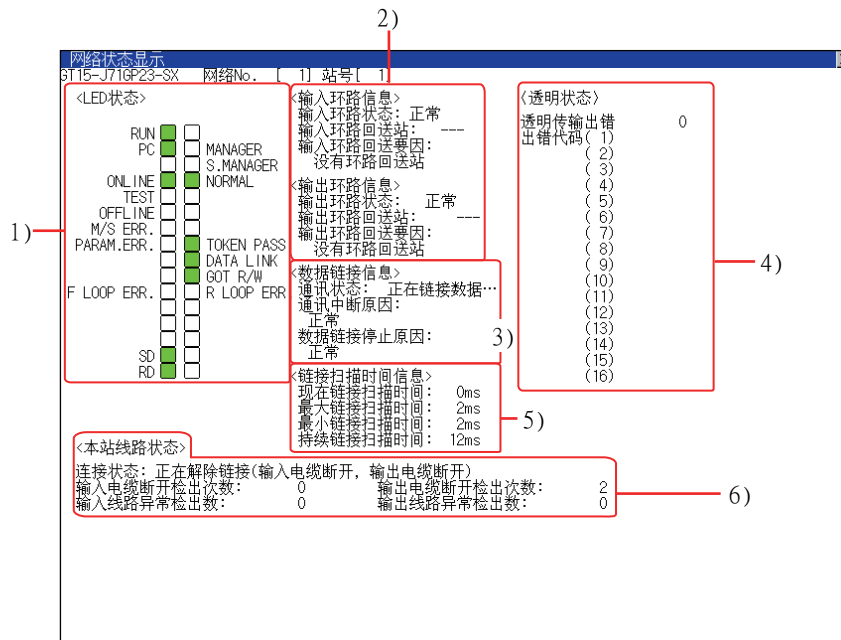 2)
网络状态显示
GT15-J71GP23-SX 网络No. [ 1] 站号[ 1]
1)
<LED状态>
RUN
PC MANAGER
S.MANAGER
ONLINE NORMAL
TEST
OFFLINE
M/S ERR.
PARAM.ERR. TOKEN PASS
DATA LINK
GOT R/W
F LOOP ERR. R LOOP ERR
SD
RD
<输入环路信息>
输入环路状态: 正常
输入环路回送站: ---
输入环路回送要因:
没有环路回送站
<输出环路信息>
输出环路状态: 正常
输出环路回送站: ---
输出环路回送要因:
没有环路回送站
<数据链接信息>
通讯状态: 正在链接数据…
通讯中断原因:
正常
数据链接停止原因:
正常
3)
<链接扫描时间信息>
现在链接扫描时间: 0ms
最大链接扫描时间: 2ms
最小链接扫描时间: 2ms
持续链接扫描时间: 12ms
5)
<透明状态>
透明传输出错 0
出错代码( 1)
( 2)
( 3)
( 4)
( 5)
( 6)
( 7)
( 8)
( 9)
(10)
(11)
(12)
(13)
(14)
(15)
(16)
4)
<本站线路状态>
连接状态: 正在解除链接(输入电缆断开, 输出电缆断开)
输入电缆断开检出次数: 0 输出电缆断开检出次数: 2
输入线路异常检出数: 0 输出线路异常检出数: 0
6)